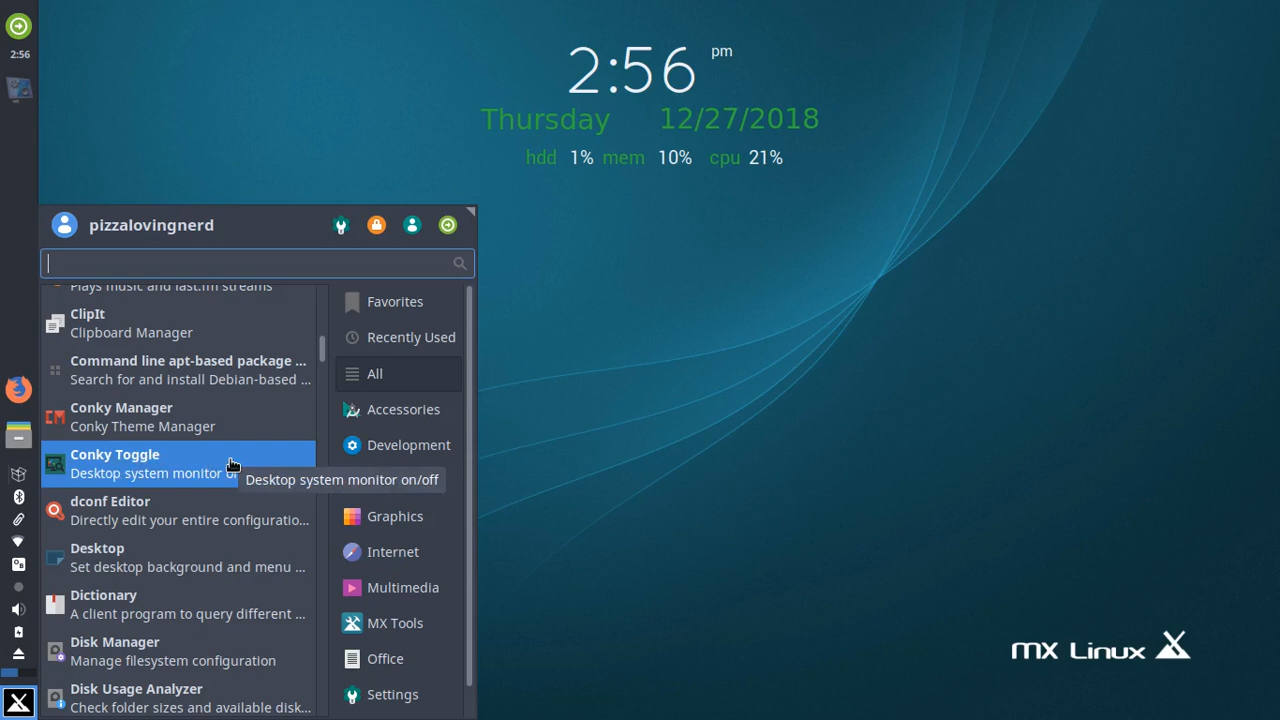 2:56
2:56 pm
Thursday 12/27/2018
hdd 1% mem 10% cpu 21%
pizzalovingnerd
Plays music and last.fm streams
ClipIt
Clipboard Manager
Command line apt-based package ...
Search for and install Debian-based ...
Conky Manager
Conky Theme Manager
Conky Toggle
Desktop system monitor o
Desktop system monitor on/off
dconf Editor
Directly edit your entire configuratio...
Desktop
Set desktop background and menu ...
Dictionary
A client program to query different ...
Disk Manager
Manage filesystem configuration
Disk Usage Analyzer
Check folder sizes and available disk...
Favorites
Recently Used
All
Accessories
Development
Graphics
Internet
Multimedia
MX Tools
Office
Settings
MX Linux